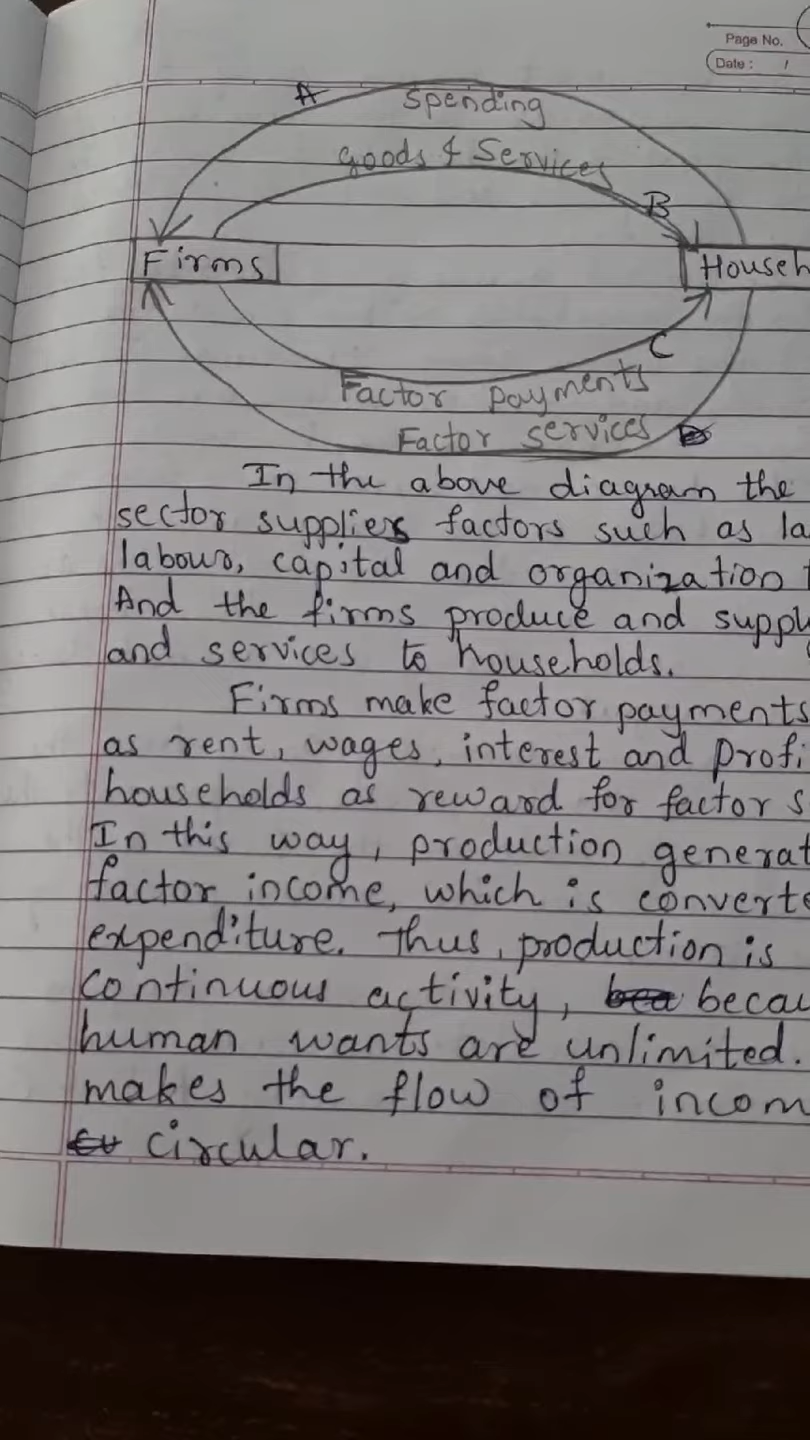 Page No.
Date : /
A Spending
goods & Services
B
Firms
Househ
C
Factor payments
Factor services
In the above diagram the
sector suppliers factors such as la
labour, capital and organization
And the firms produce and supply
and services to households.
Firms make factor payments
as rent, wages, interest and profi
households as reward for factor s
In this way, production generat
factor income, which is converte
expenditure. Thus, production is
continuous activity, becau
human wants are unlimited.
makes the flow of incom
circular.